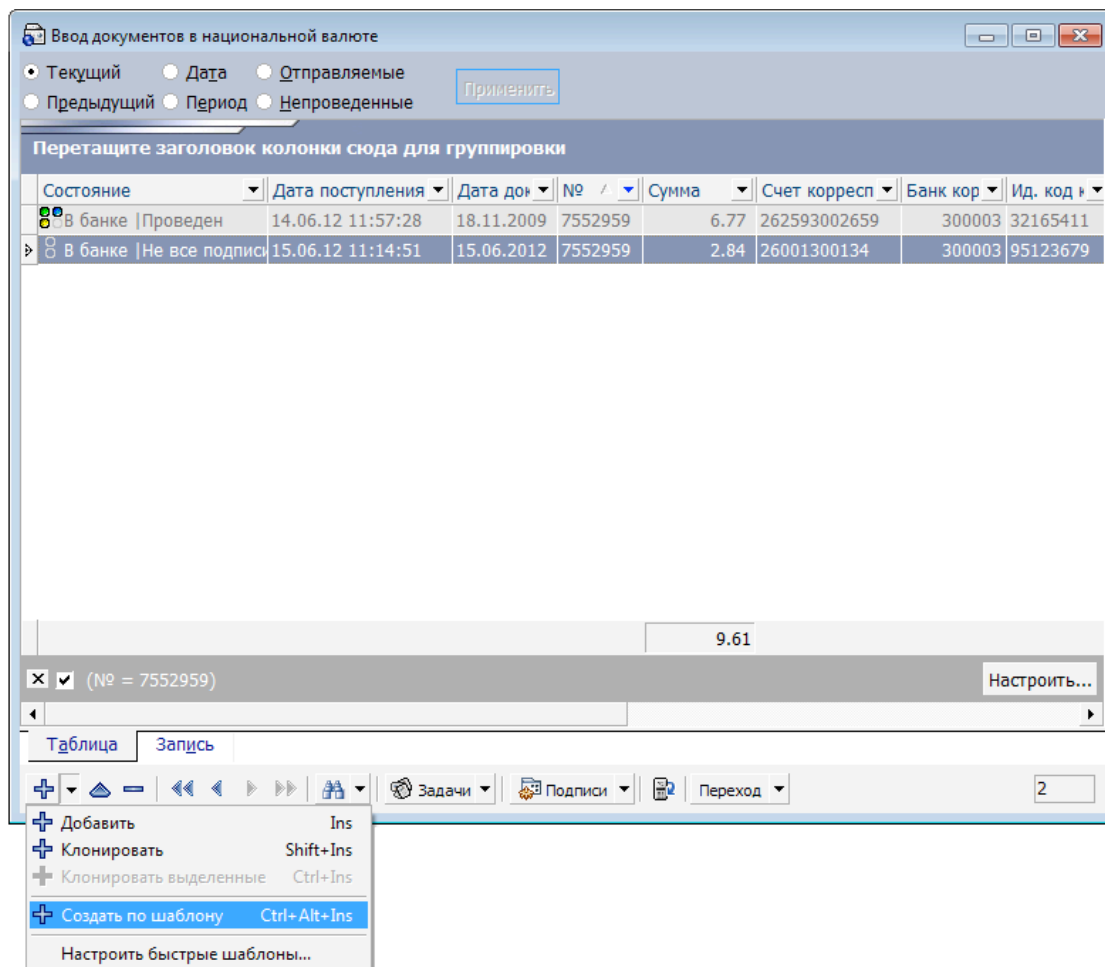 Ввод документов в национальной валюте
Текущий Дата Отправляемые
Применить
Предыдущий Период Непроведенные
Перетащите заголовок колонки сюда для группировки
Состояние Дата поступления Дата док № Сумма Счет корресп Банк кор Ид. код к
В банке |Проведен 14.06.12 11:57:28 18.11.2009 7552959 6.77 262593002659 300003 32165411
В банке |Не все подписи 15.06.12 11:14:51 15.06.2012 7552959 2.84 26001300134 300003 95123679
9.61
(№ = 7552959) Настроить...
Таблица Запись
Задачи Подписи Переход 2
Добавить Ins
Клонировать Shift+Ins
Клонировать выделенные Ctrl+Ins
Создать по шаблону Ctrl+Alt+Ins
Настроить быстрые шаблоны...